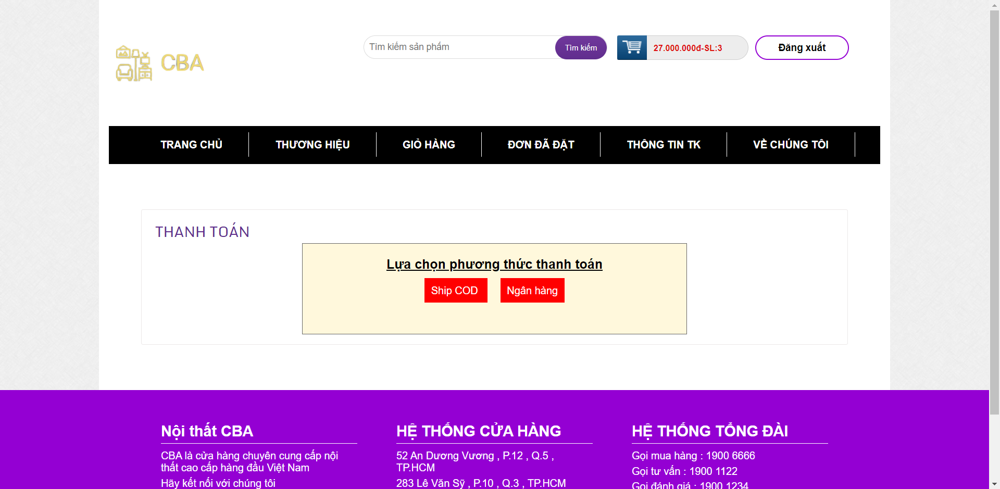 CBA
Tìm kiếm sản phẩm
Tìm kiếm
27.000.000đ-SL:3
Đăng xuất
TRANG CHỦ
THƯƠNG HIỆU
GIỎ HÀNG
ĐƠN ĐÃ ĐẶT
THÔNG TIN TK
VỀ CHÚNG TÔI
THANH TOÁN
Lựa chọn phương thức thanh toán
Ship COD
Ngân hàng
Nội thất CBA
CBA là cửa hàng chuyên cung cấp nội
thất cao cấp hàng đầu Việt Nam
Hãy kết nối với chúng tôi
HỆ THỐNG CỬA HÀNG
52 An Dương Vương , P.12 , Q.5 ,
TP.HCM
283 Lê Văn Sỹ , P.10 , Q.3 , TP.HCM
HỆ THỐNG TỔNG ĐÀI
Gọi mua hàng : 1900 6666
Gọi tư vấn : 1900 1122
Gọi đánh giá : 1900 1234